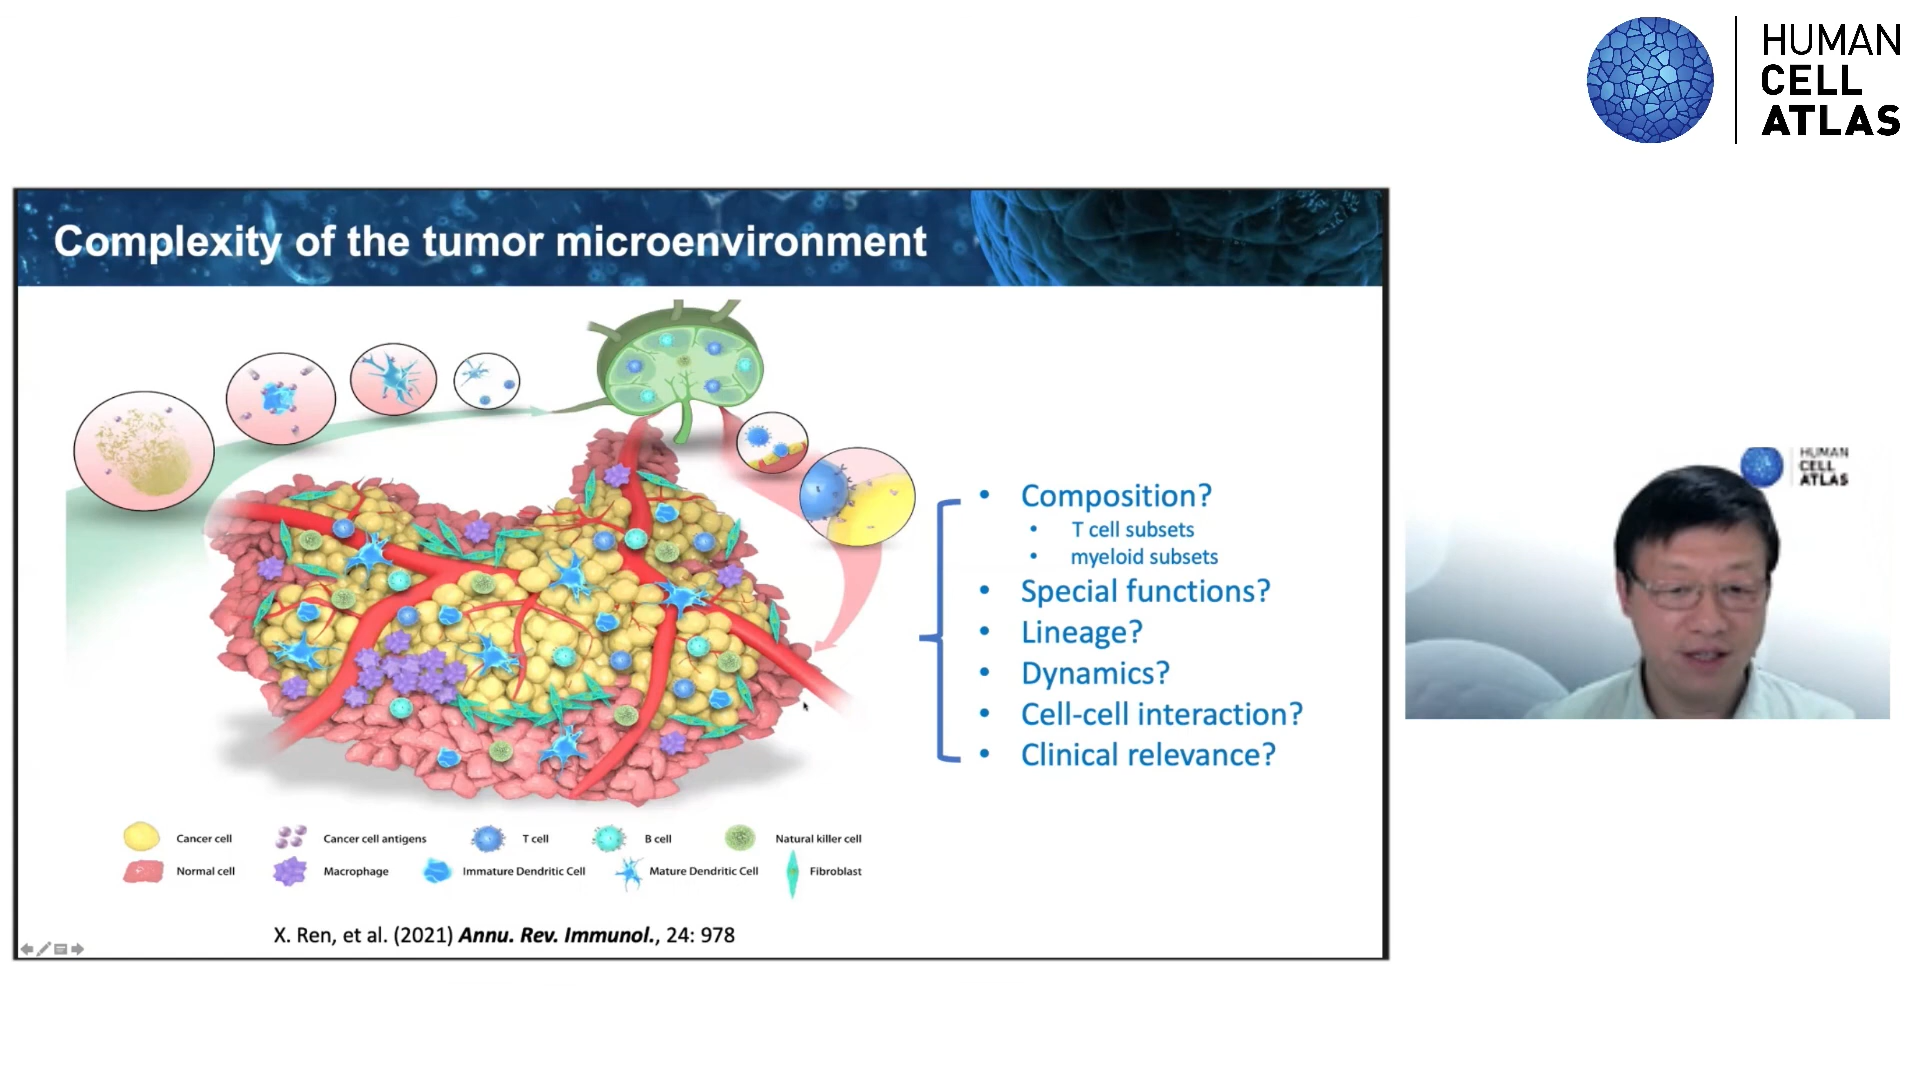 HUMAN
CELL
ATLAS
Complexity of the tumor microenvironment
• Composition?
• T cell subsets
• myeloid subsets
• Special functions?
• Lineage?
• Dynamics?
• Cell-cell interaction?
• Clinical relevance?
HUMAN
CELL
ATLAS
Cancer cell
Cancer cell antigens
T cell
B cell
Natural killer cell
Normal cell
Macrophage
Immature Dendritic Cell
Mature Dendritic Cell
Fibroblast
X. Ren, et al. (2021) Annu. Rev. Immunol., 24: 978